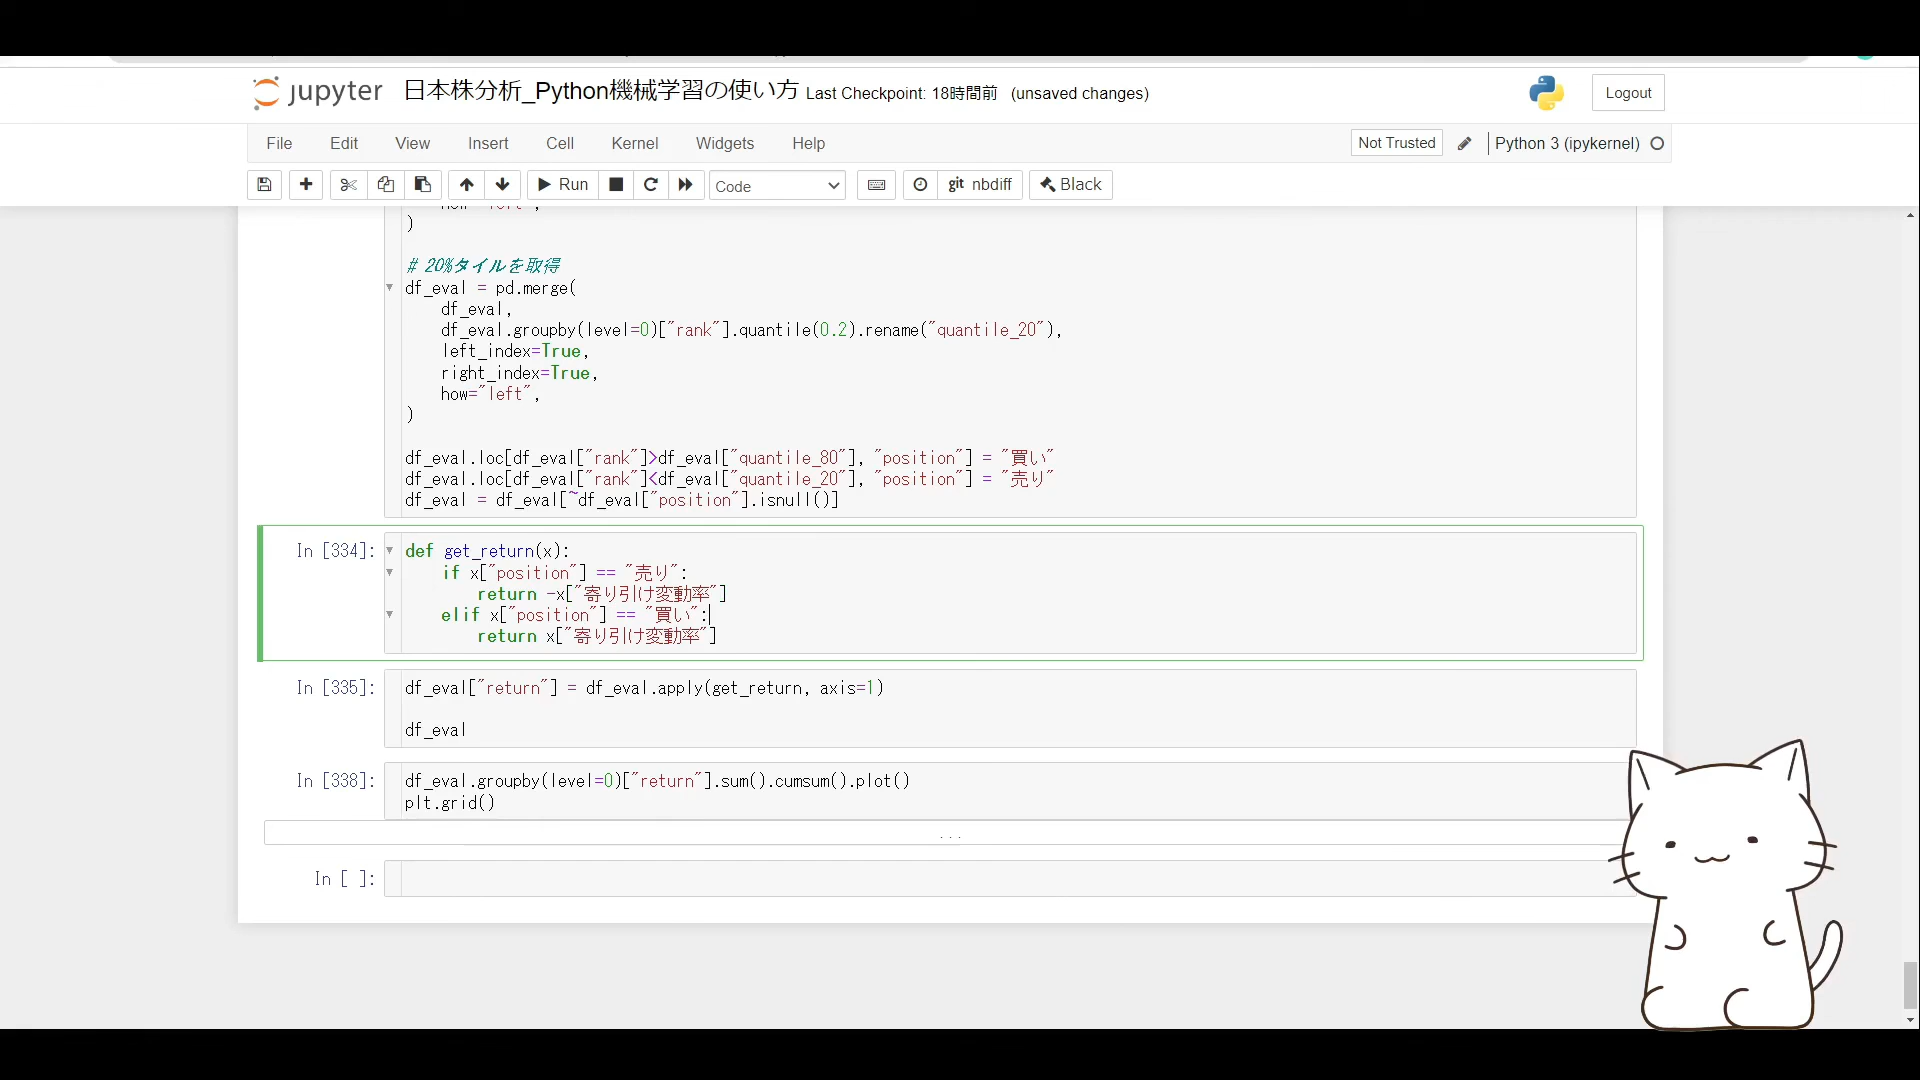 jupyter 日本株分析_Python機械学習の使い方 Last Checkpoint: 18時間前 (unsaved changes) Logout
File Edit View Insert Cell Kernel Widgets Help Not Trusted Python 3 (ipykernel)
Run Code git nbdiff Black
)
# 20%タイルを取得
df_eval = pd.merge(
df_eval,
df_eval.groupby(level=0)["rank"].quantile(0.2).rename("quantile_20"),
left_index=True,
right_index=True,
how="left",
)
df_eval.loc[df_eval["rank"]>df_eval["quantile_80"], "position"] = "買い"
df_eval.loc[df_eval["rank"]<df_eval["quantile_20"], "position"] = "売り"
df_eval = df_eval[~df_eval["position"].isnull()]
In [334]: def get_return(x):
if x["position"] == "売り":
return -x["寄り引け変動率"]
elif x["position"] == "買い":
return x["寄り引け変動率"]
In [335]: df_eval["return"] = df_eval.apply(get_return, axis=1)
df_eval
In [338]: df_eval.groupby(level=0)["return"].sum().cumsum().plot()
plt.grid()
...
In [ ]: